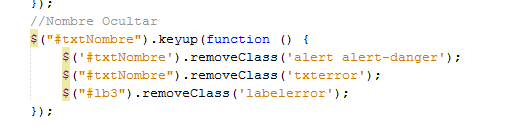 });
//Nombre Ocultar
$("#txtNombre").keyup(function () {
$('#txtNombre').removeClass('alert alert-danger');
$("#txtNombre").removeClass('txterror');
$("#lb3").removeClass('labelerror');
});